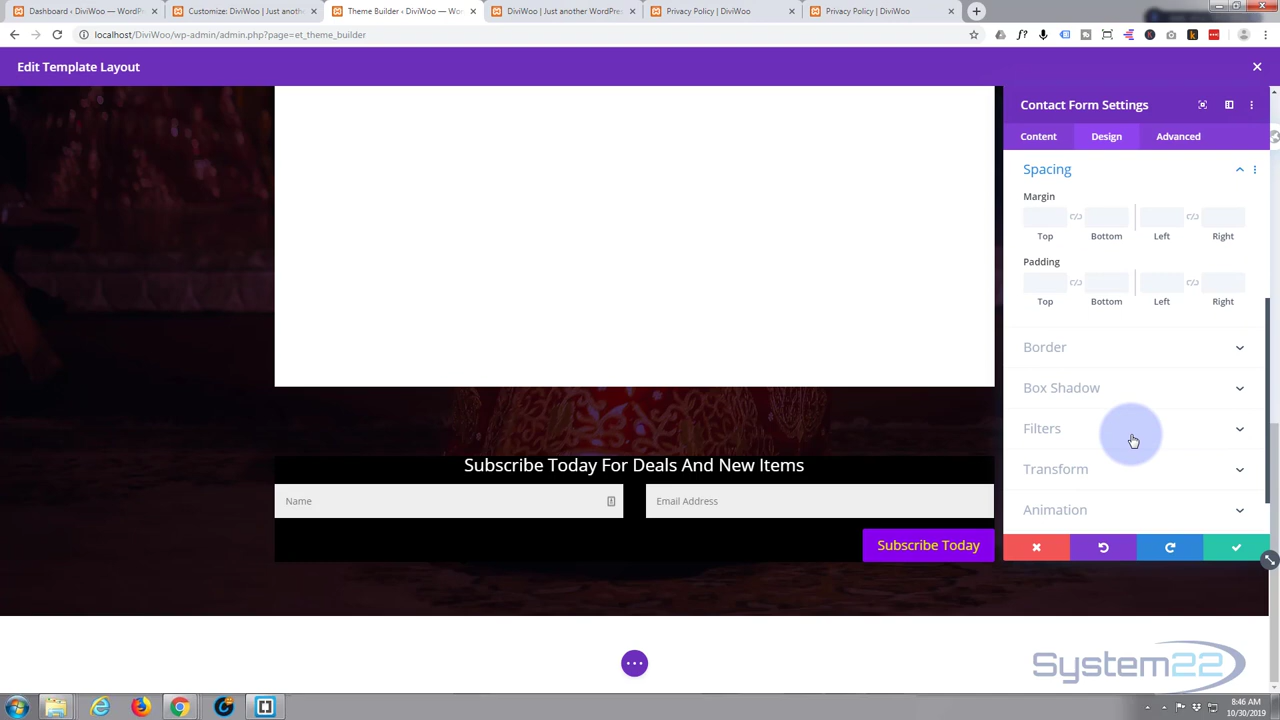 Dashboard ‹ DiviWoo — WordP
Customize: DiviWoo | Just anothe
Theme Builder ‹ DiviWoo — Wo
DiviWoo | Just another WordPres
Privacy Policy | DiviWoo
Privacy Policy | DiviWoo
localhost/DiviWoo/wp-admin/admin.php?page=et_theme_builder
Edit Template Layout
Contact Form Settings
Content
Design
Advanced
Spacing
Margin
Top
Bottom
Left
Right
Padding
Top
Bottom
Left
Right
Border
Box Shadow
Filters
Transform
Animation
Subscribe Today For Deals And New Items
Name
Email Address
Subscribe Today
System22
8:46 AM
10/30/2019